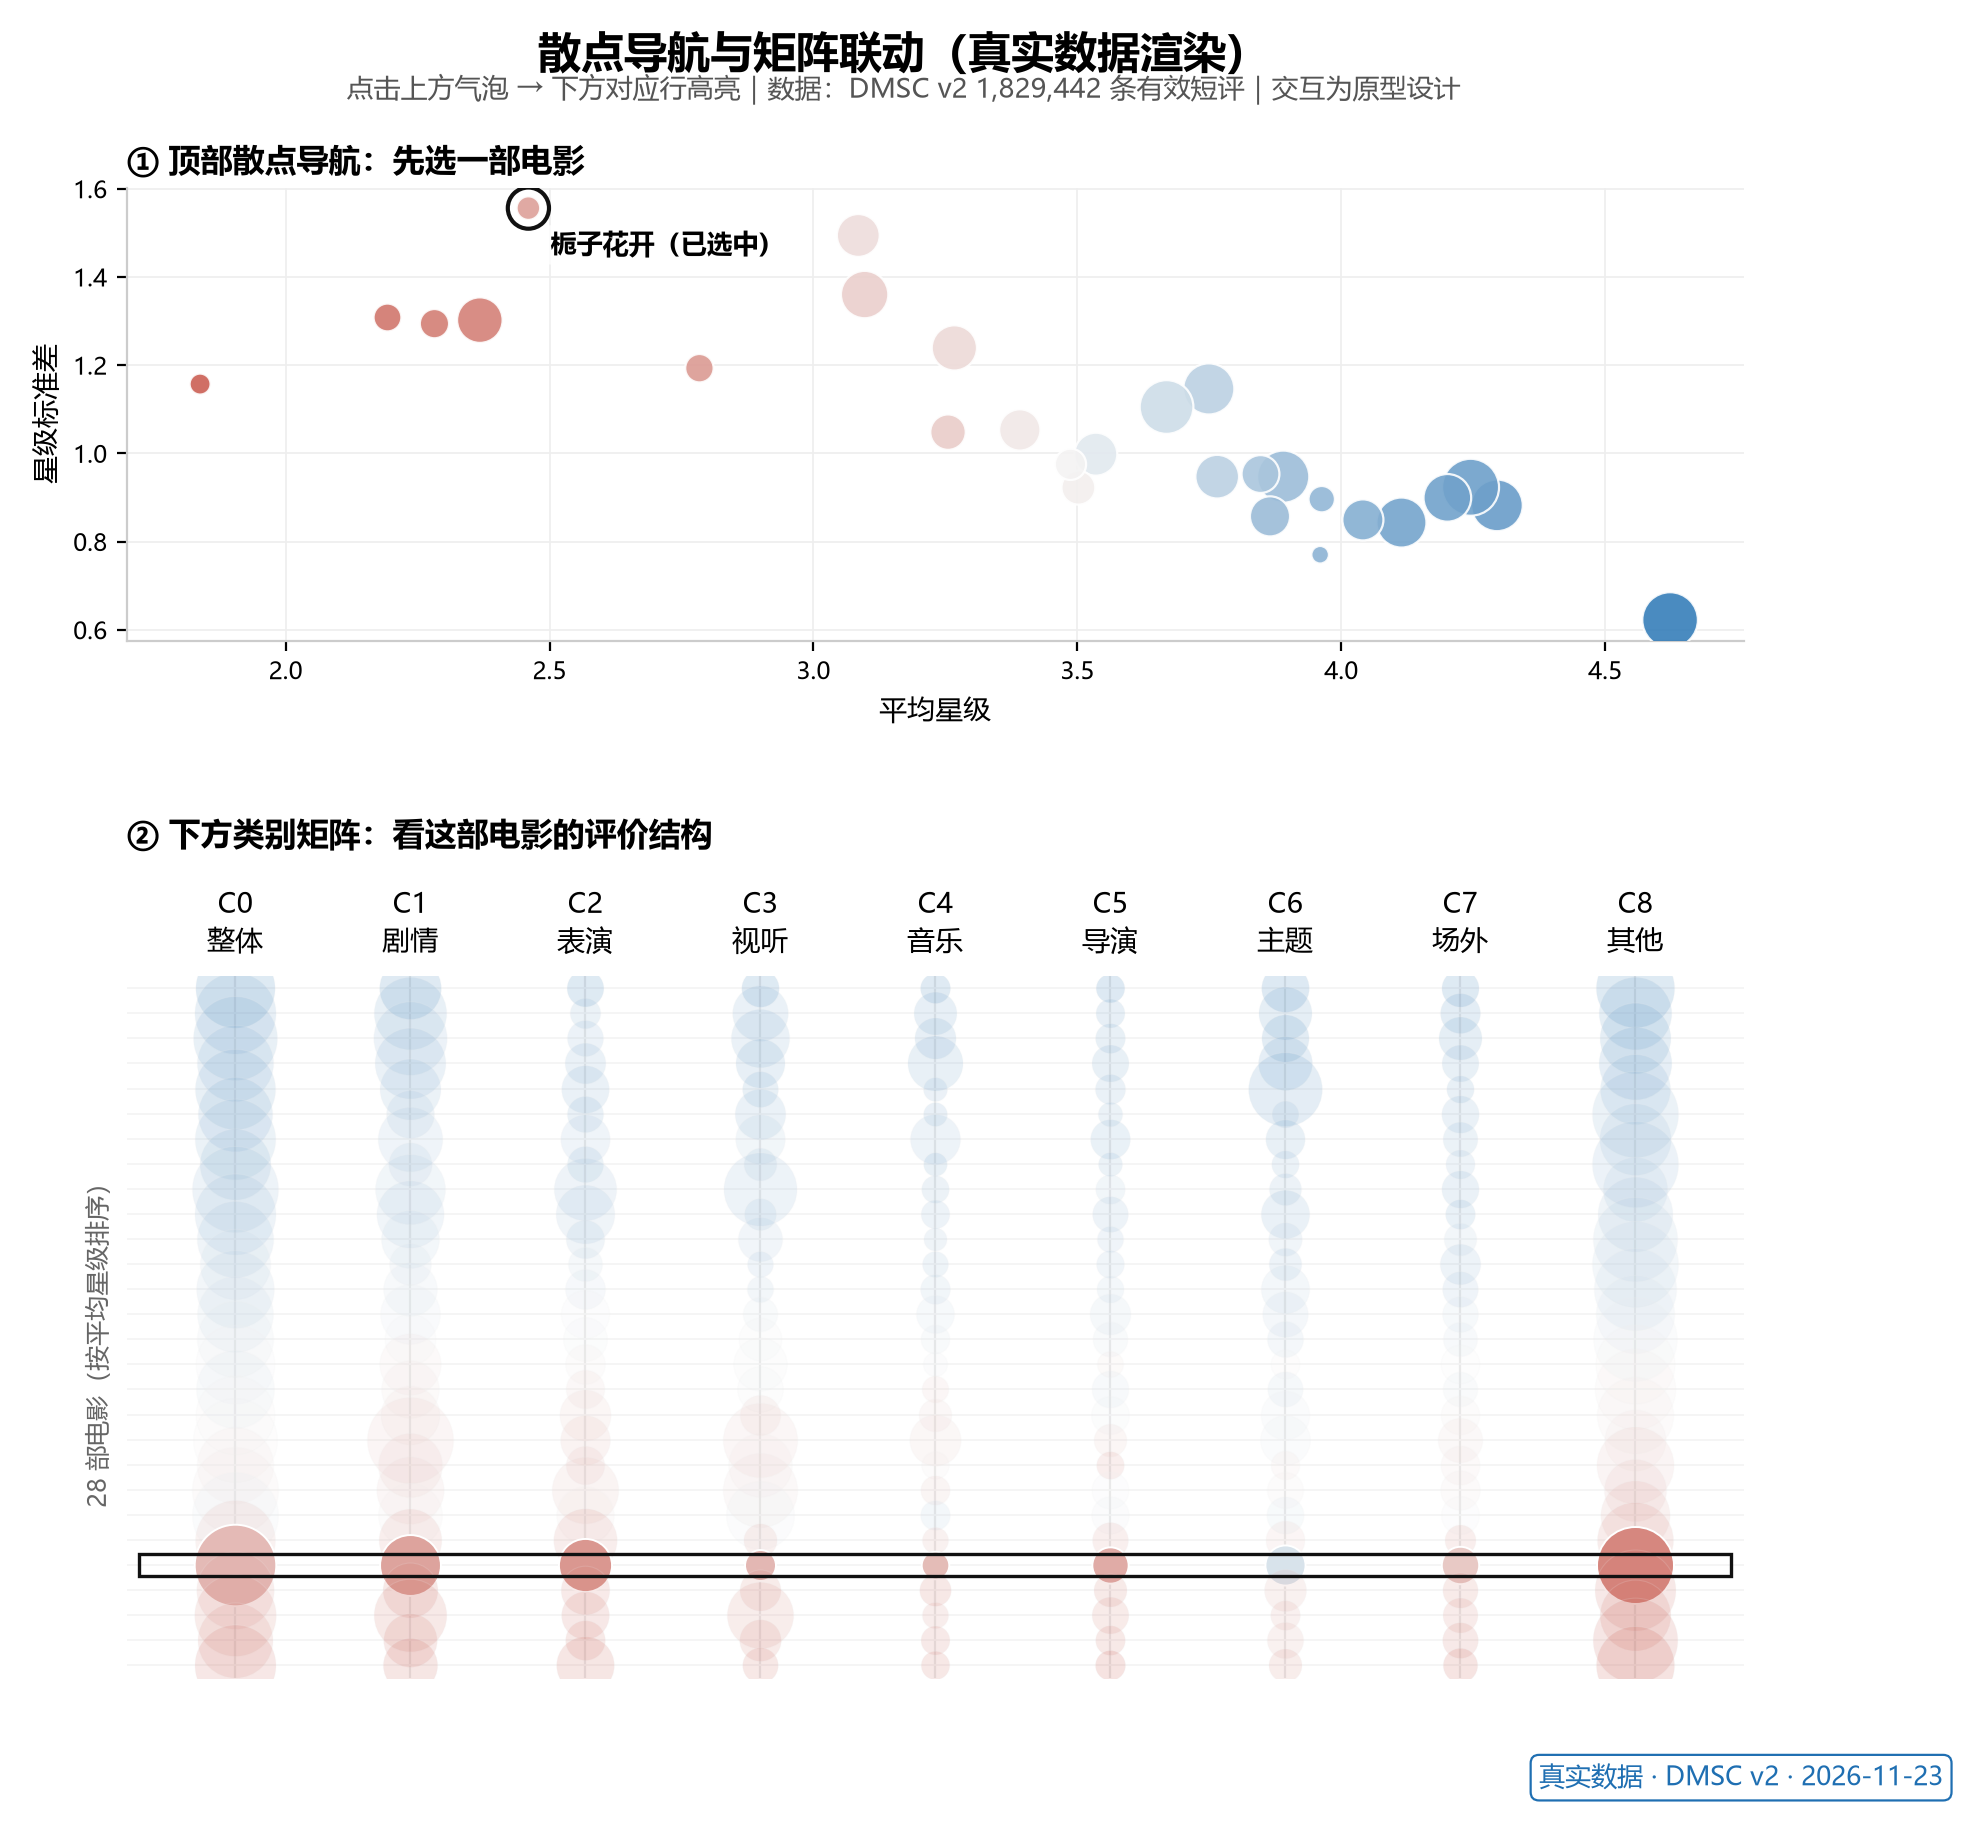 散点导航与矩阵联动（真实数据渲染）
点击上方气泡 → 下方对应行高亮 | 数据：DMSC v2 1,829,442 条有效短评 | 交互为原型设计
① 顶部散点导航：先选一部电影
1.6
1.4
1.2
1.0
0.8
0.6
星级标准差
栀子花开（已选中）
2.0 2.5 3.0 3.5 4.0 4.5
平均星级
② 下方类别矩阵：看这部电影的评价结构
C0 C1 C2 C3 C4 C5 C6 C7 C8
整体 剧情 表演 视听 音乐 导演 主题 场外 其他
28 部电影（按平均星级排序）
真实数据 · DMSC v2 · 2026-11-23